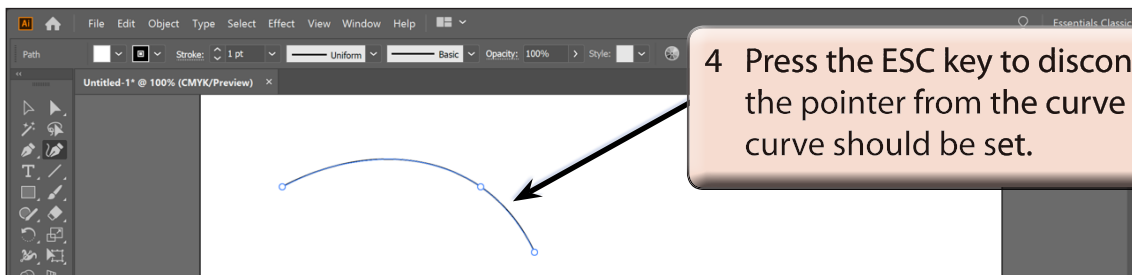 Ai File Edit Object Type Select Effect View Window Help Essentials Classic
Path Stroke: 1 pt Uniform Basic Opacity: 100% Style:
Untitled-1* @ 100% (CMYK/Preview) ×
4 Press the ESC key to discon
the pointer from the curve
curve should be set.